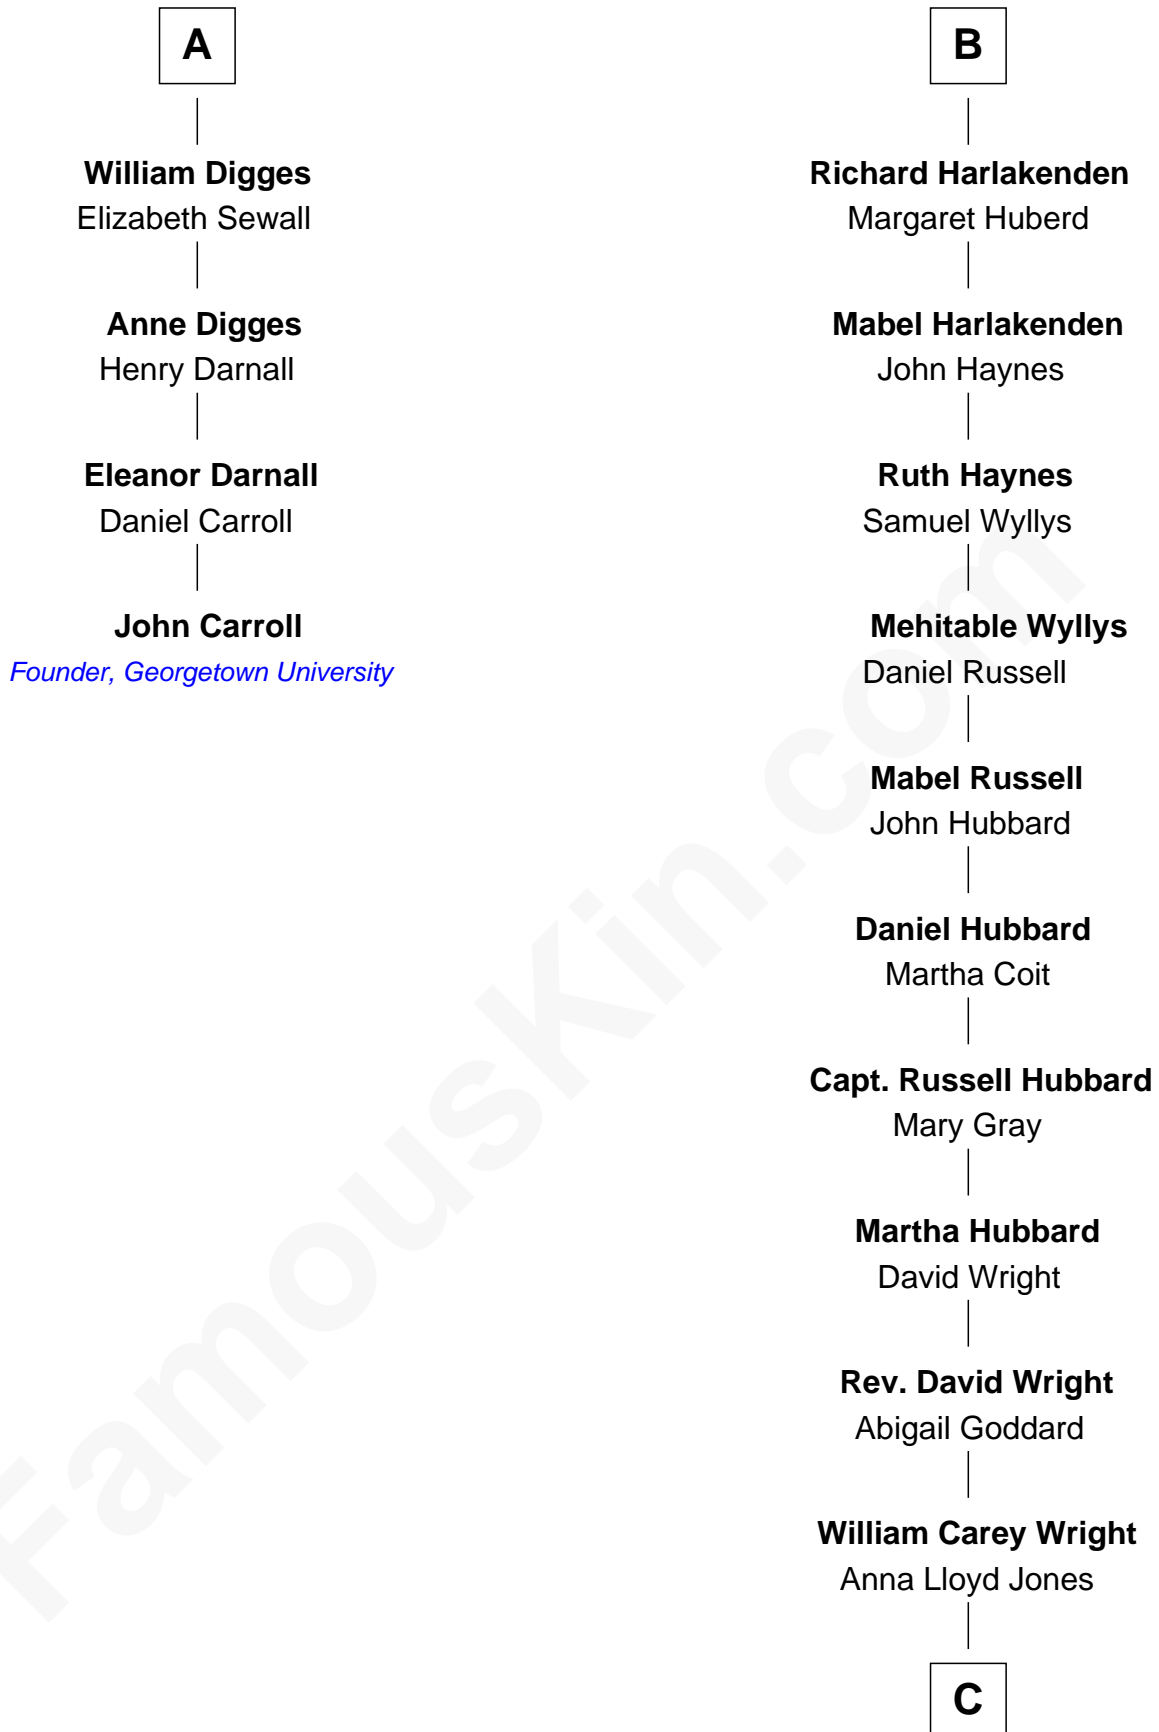 A
William Digges
Elizabeth Sewall
Anne Digges
Henry Darnall
Eleanor Darnall
Daniel Carroll
John Carroll
Founder, Georgetown University
B
Richard Harlakenden
Margaret Huberd
Mabel Harlakenden
John Haynes
Ruth Haynes
Samuel Wyllys
Mehitable Wyllys
Daniel Russell
Mabel Russell
John Hubbard
Daniel Hubbard
Martha Coit
Capt. Russell Hubbard
Mary Gray
Martha Hubbard
David Wright
Rev. David Wright
Abigail Goddard
William Carey Wright
Anna Lloyd Jones
C
FamousKin.com